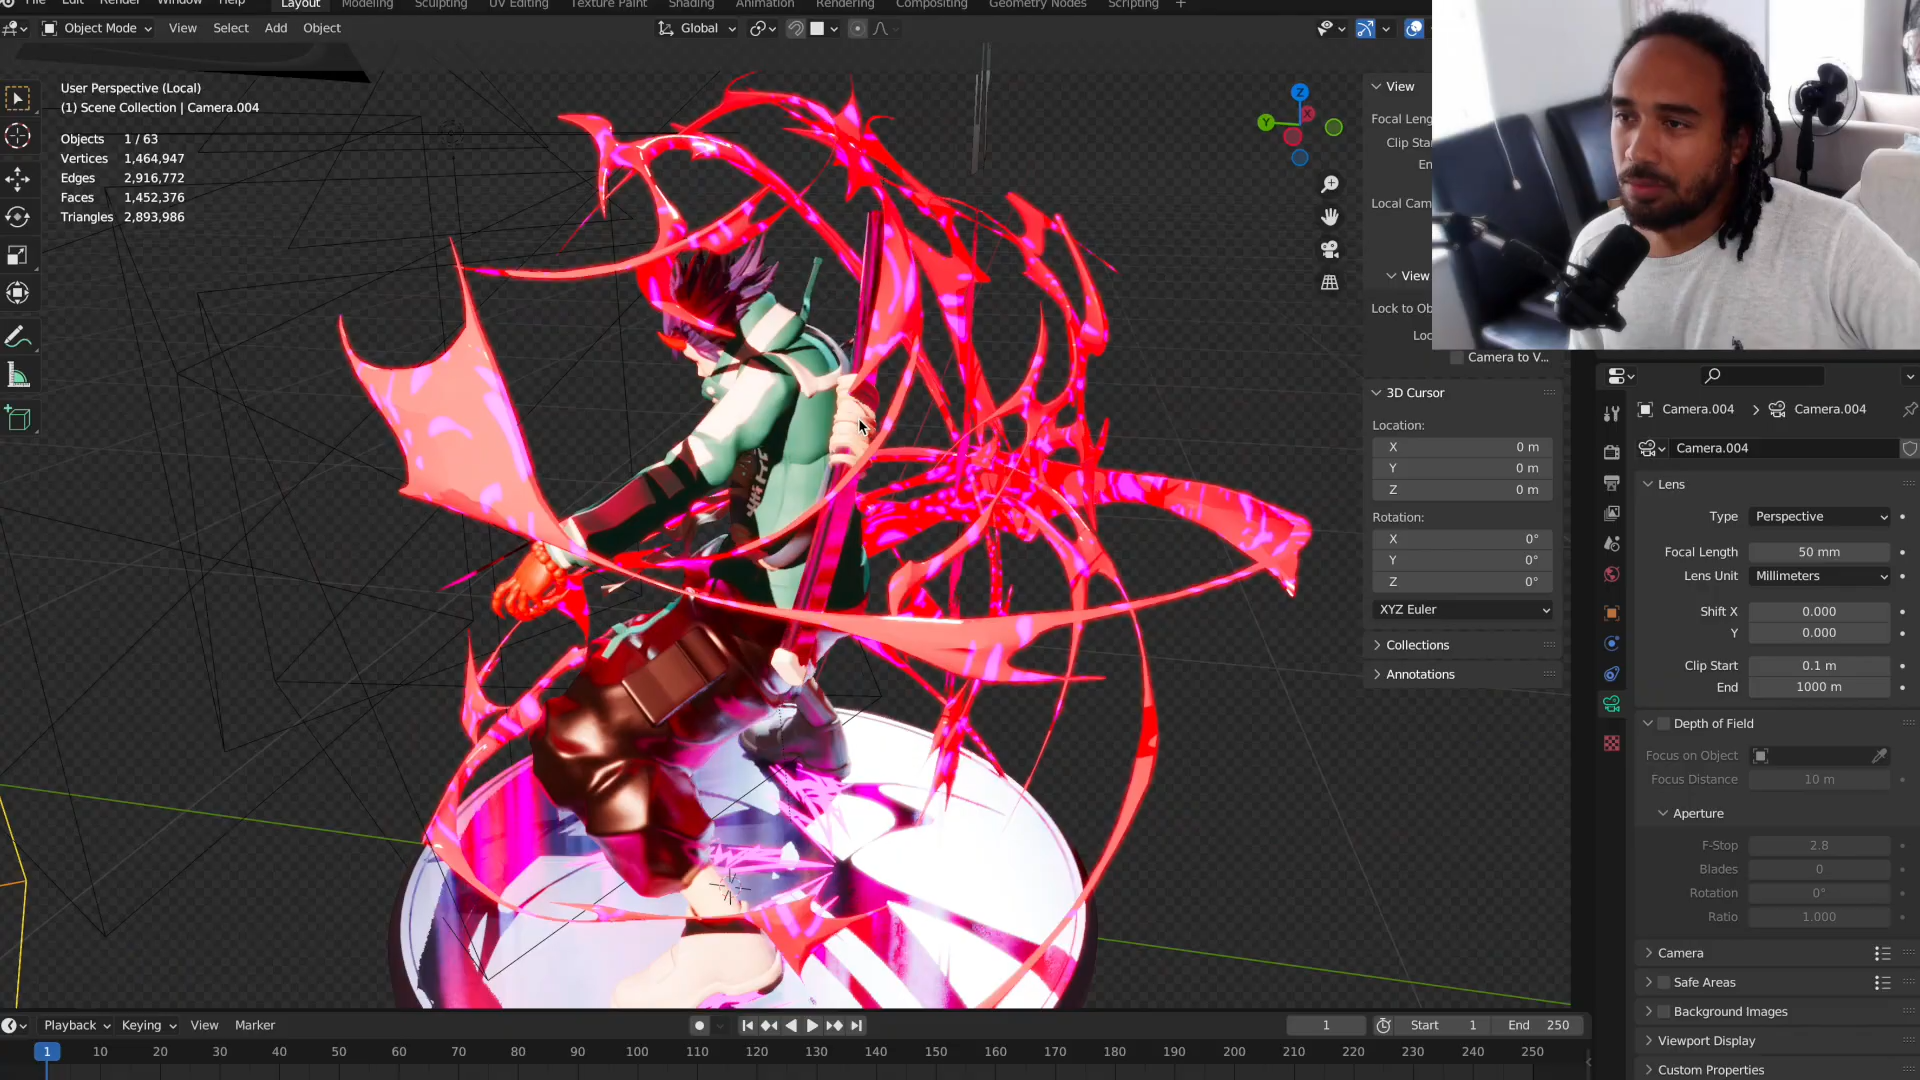 File Edit Render Window Help Layout Modeling Sculpting UV Editing Texture Paint Shading Animation Rendering Compositing Geometry Nodes Scripting +
Object Mode View Select Add Object Global
User Perspective (Local)
(1) Scene Collection | Camera.004
Objects 1 / 63
Vertices 1,464,947
Edges 2,916,772
Faces 1,452,376
Triangles 2,893,986
Z
X
Y
View
Focal Leng
Clip Sta
En
Local Cam
View
Lock to Ob
Loc
Camera to V...
3D Cursor
Location:
X 0 m
Y 0 m
Z 0 m
Rotation:
X 0°
Y 0°
Z 0°
XYZ Euler
Collections
Annotations
Camera.004 > Camera.004
Camera.004
Lens
Type Perspective
Focal Length 50 mm
Lens Unit Millimeters
Shift X 0.000
Y 0.000
Clip Start 0.1 m
End 1000 m
Depth of Field
Focus on Object
Focus Distance 10 m
Aperture
F-Stop 2.8
Blades 0
Rotation 0°
Ratio 1.000
Camera
Safe Areas
Background Images
Viewport Display
Custom Properties
Playback Keying View Marker 1 Start 1 End 250
1 10 20 30 40 50 60 70 80 90 100 110 120 130 140 150 160 170 180 190 200 210 220 230 240 250